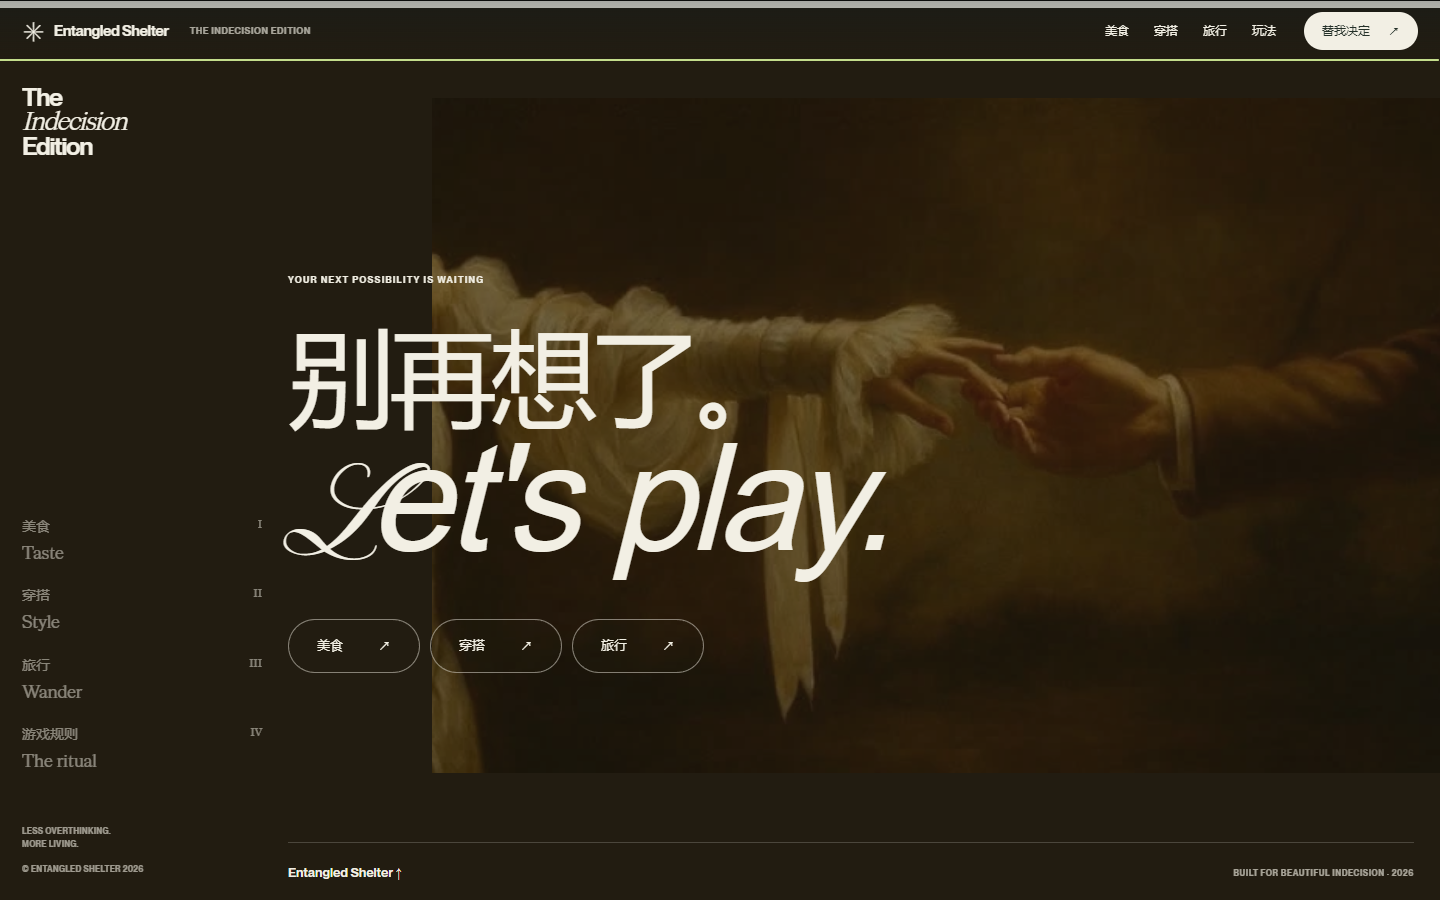 Entangled Shelter
THE INDECISION EDITION
美食
穿搭
旅行
玩法
替我决定 ↗
The
Indecision
Edition
YOUR NEXT POSSIBILITY IS WAITING
别再想了。
Let's play.
美食 I
Taste
穿搭 II
Style
旅行 III
Wander
游戏规则 IV
The ritual
美食 ↗
穿搭 ↗
旅行 ↗
LESS OVERTHINKING.
MORE LIVING.
© ENTANGLED SHELTER 2026
Entangled Shelter ↑
BUILT FOR BEAUTIFUL INDECISION - 2026